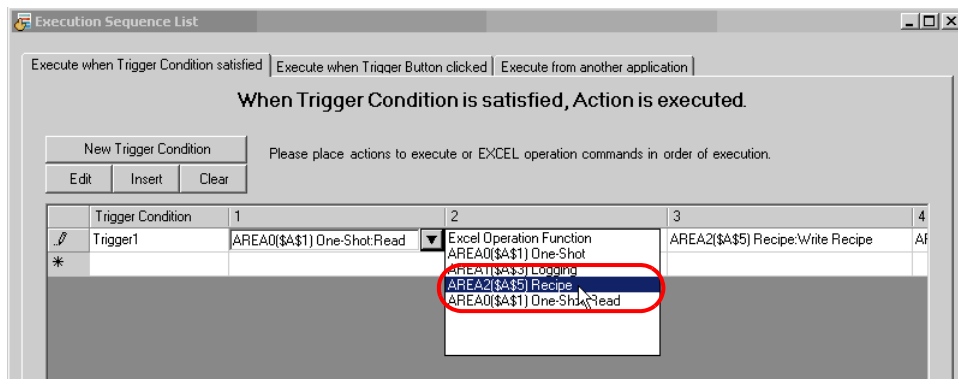 Execution Sequence List
Execute when Trigger Condition satisfied Execute when Trigger Button clicked Execute from another application
When Trigger Condition is satisfied, Action is executed.
New Trigger Condition
Please place actions to execute or EXCEL operation commands in order of execution.
Edit Insert Clear
Trigger Condition 1 2 3 4
Trigger1 AREA0($A$1) One-Shot:Read AREA2($A$5) Recipe:Write Recipe
Excel Operation Function
AREA0($A$1) One-Shot
AREA1($A$3) Logging
AREA2($A$5) Recipe
AREA0($A$1) One-Shot:Read